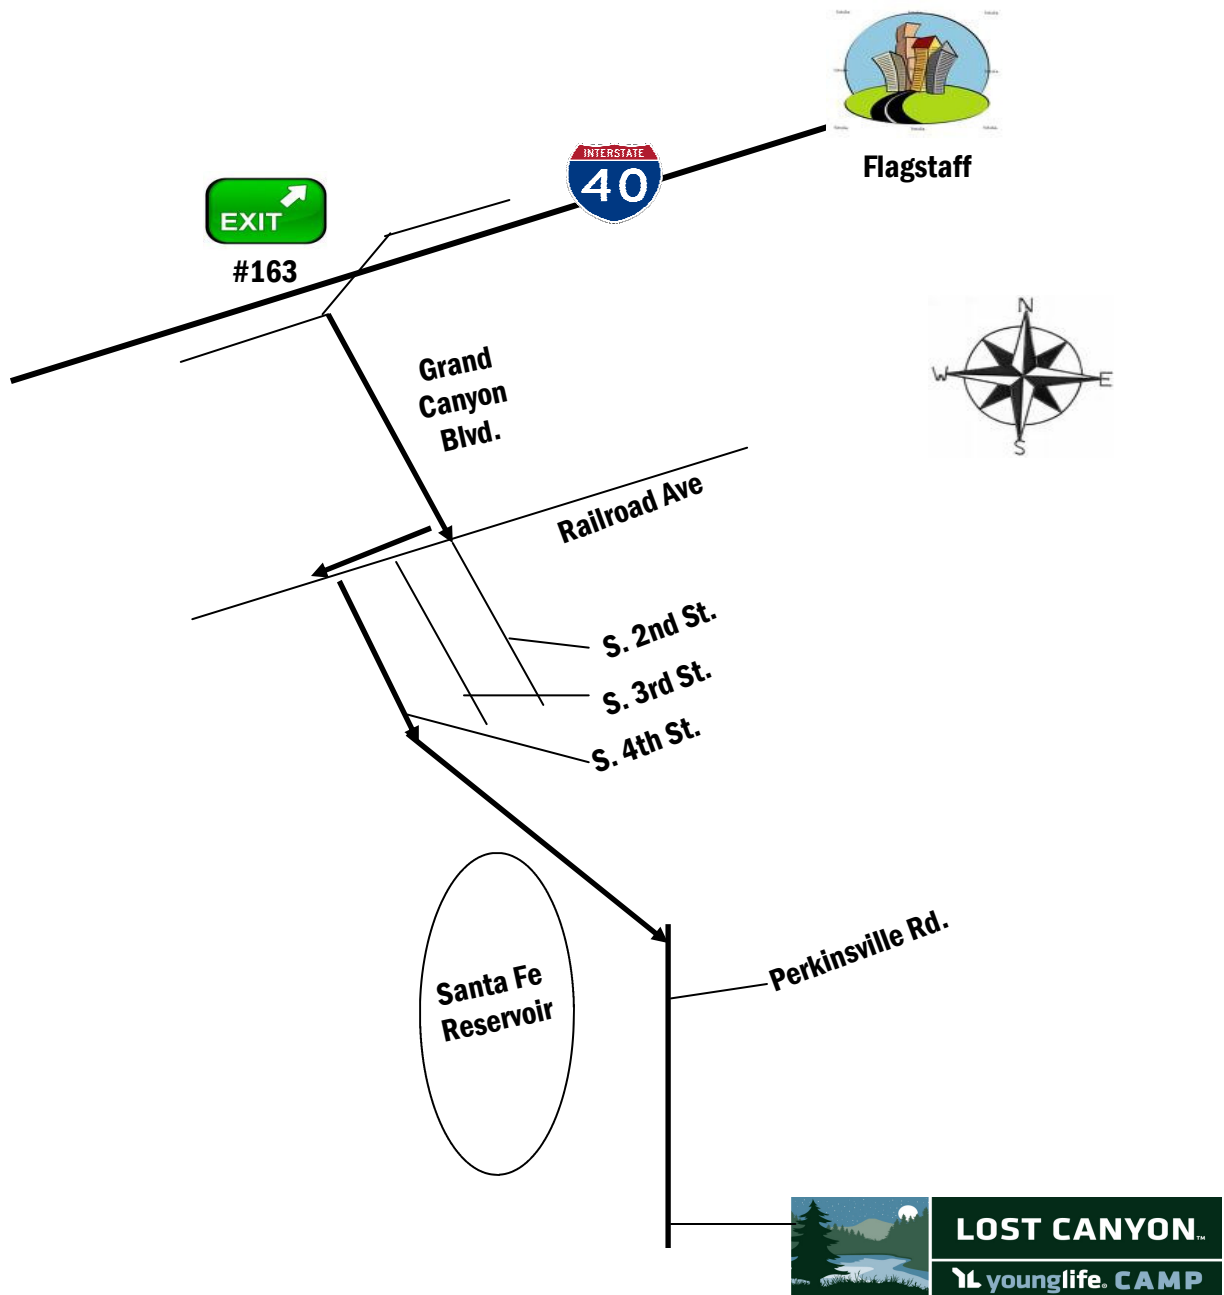 Flagstaff
INTERSTATE
40
EXIT
#163
N
W
E
S
Grand
Canyon
Blvd.
Railroad Ave
S. 2nd St.
S. 3rd St.
S. 4th St.
Perkinsville Rd.
Santa Fe
Reservoir
LOST CANYON™
younglife. CAMP